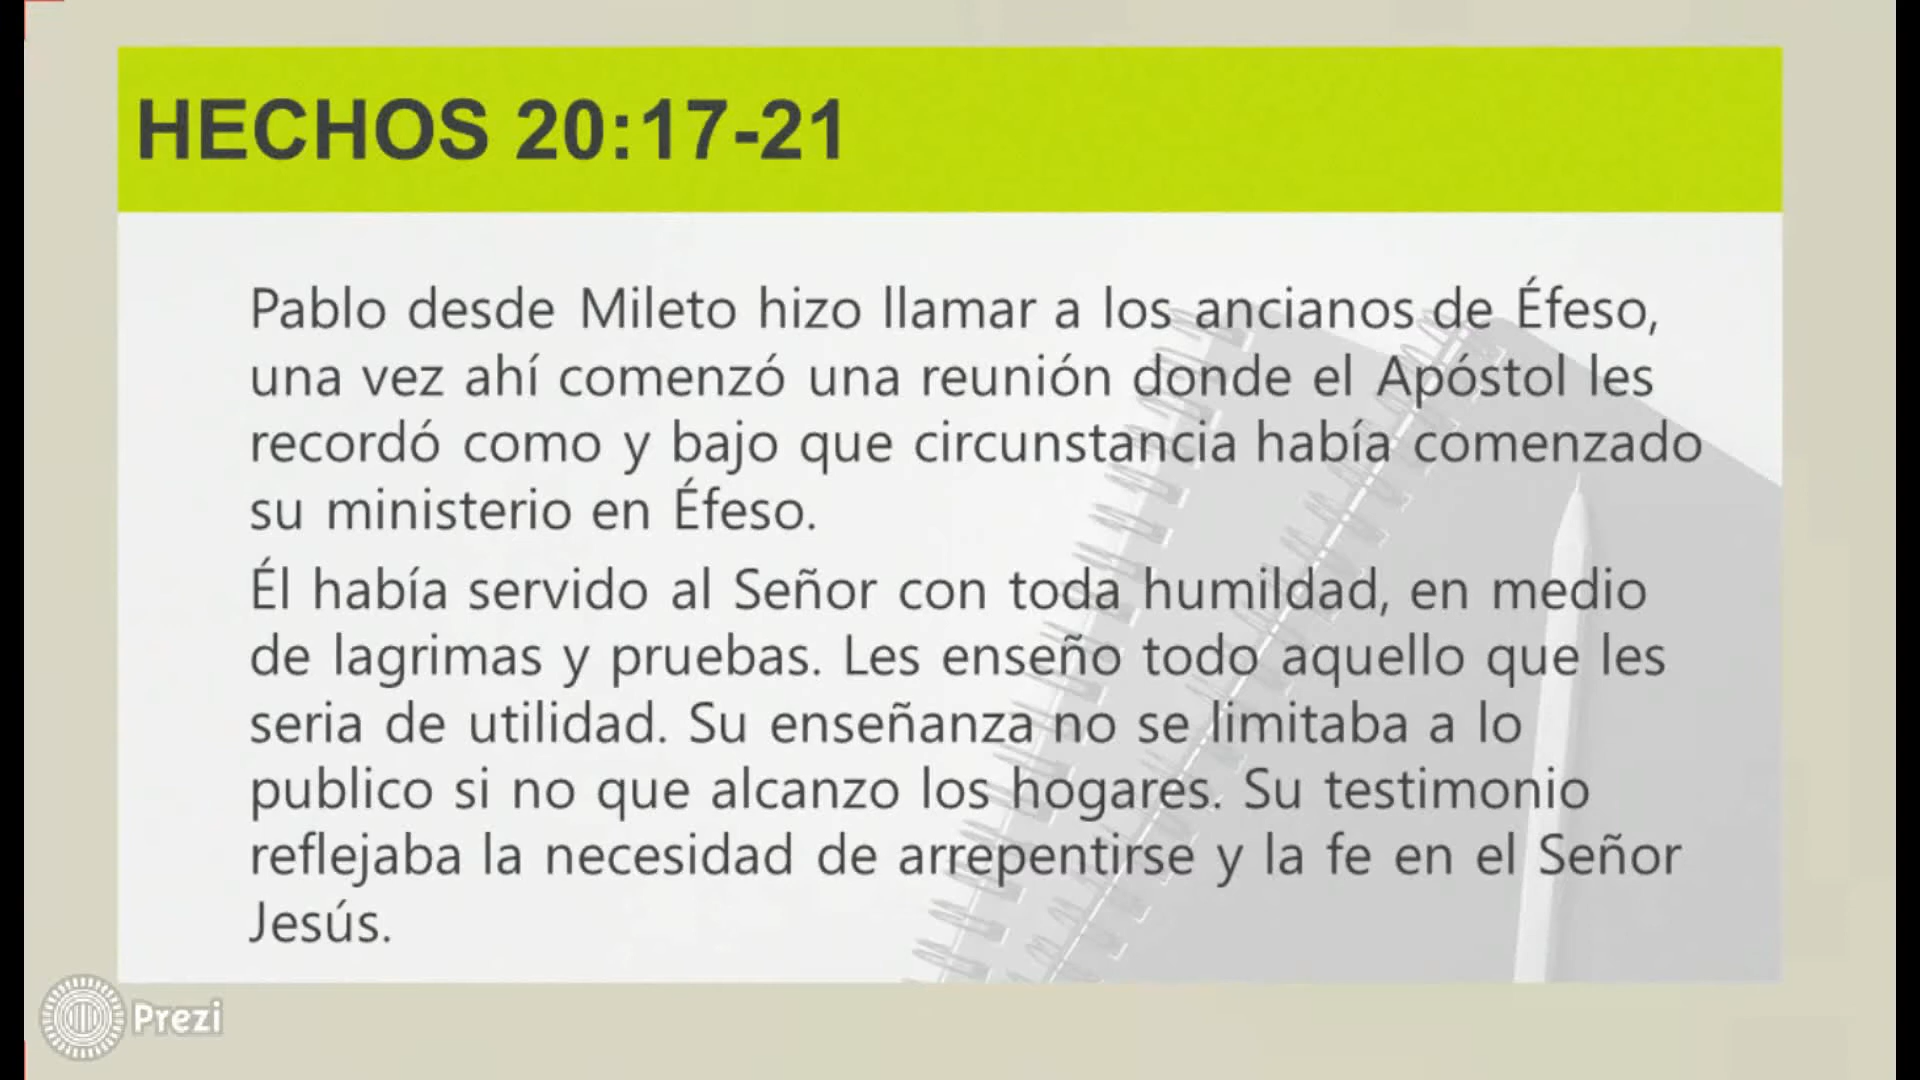 HECHOS 20:17-21
Pablo desde Mileto hizo llamar a los ancianos de Éfeso,
una vez ahí comenzó una reunión donde el Apóstol les
recordó como y bajo que circunstancia había comenzado
su ministerio en Éfeso.
Él había servido al Señor con toda humildad, en medio
de lagrimas y pruebas. Les enseño todo aquello que les
seria de utilidad. Su enseñanza no se limitaba a lo
publico si no que alcanzo los hogares. Su testimonio
reflejaba la necesidad de arrepentirse y la fe en el Señor
Jesús.
Prezi